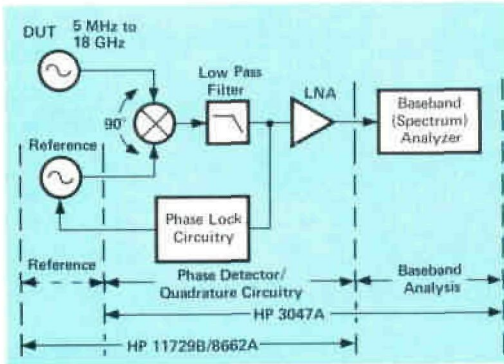 DUT 5 MHz to
18 GHz
Low Pass
Filter
LNA
90°
Baseband
(Spectrum)
Analyzer
Reference
Phase Lock
Circuitry
Reference
Phase Detector/
Quadrature Circuitry
Baseband
Analysis
HP 3047A
HP 11729B/8662A